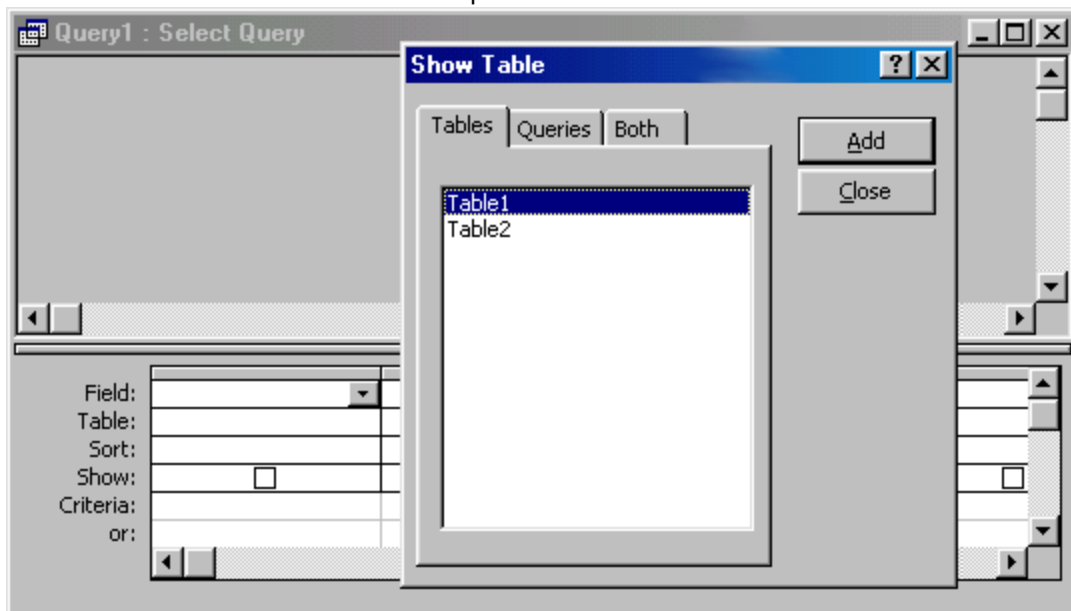 Query1 : Select Query
Show Table
Tables Queries Both
Add
Close
Table1
Table2
Field:
Table:
Sort:
Show:
Criteria:
or: